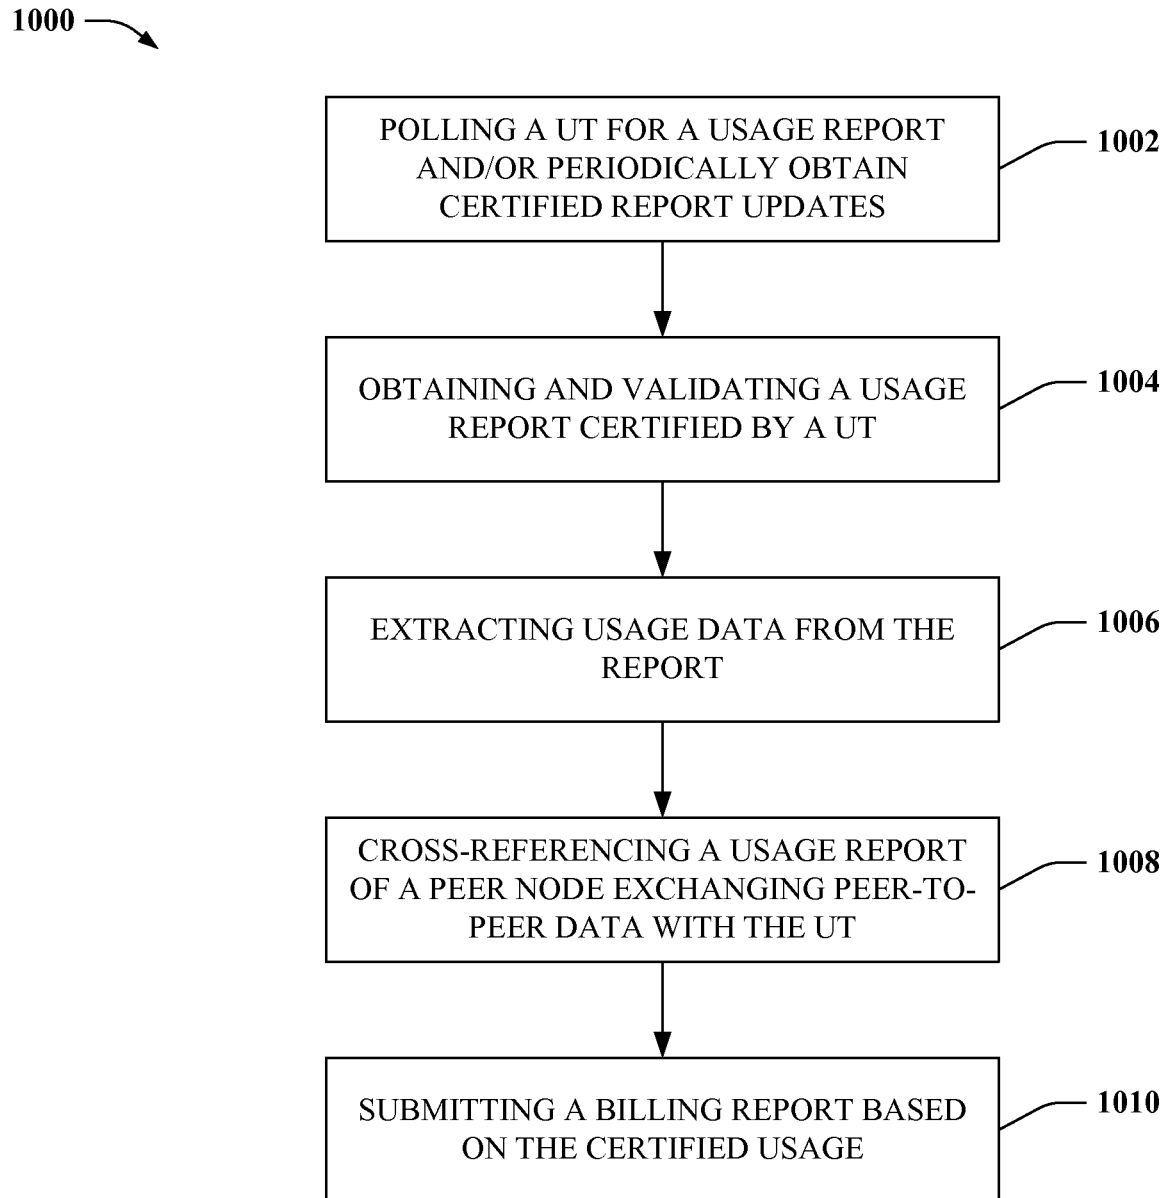 1000
POLLING A UT FOR A USAGE REPORT
AND/OR PERIODICALLY OBTAIN
CERTIFIED REPORT UPDATES
1002
OBTAINING AND VALIDATING A USAGE
REPORT CERTIFIED BY A UT
1004
EXTRACTING USAGE DATA FROM THE
REPORT
1006
CROSS-REFERENCING A USAGE REPORT
OF A PEER NODE EXCHANGING PEER-TO-
PEER DATA WITH THE UT
1008
SUBMITTING A BILLING REPORT BASED
ON THE CERTIFIED USAGE
1010